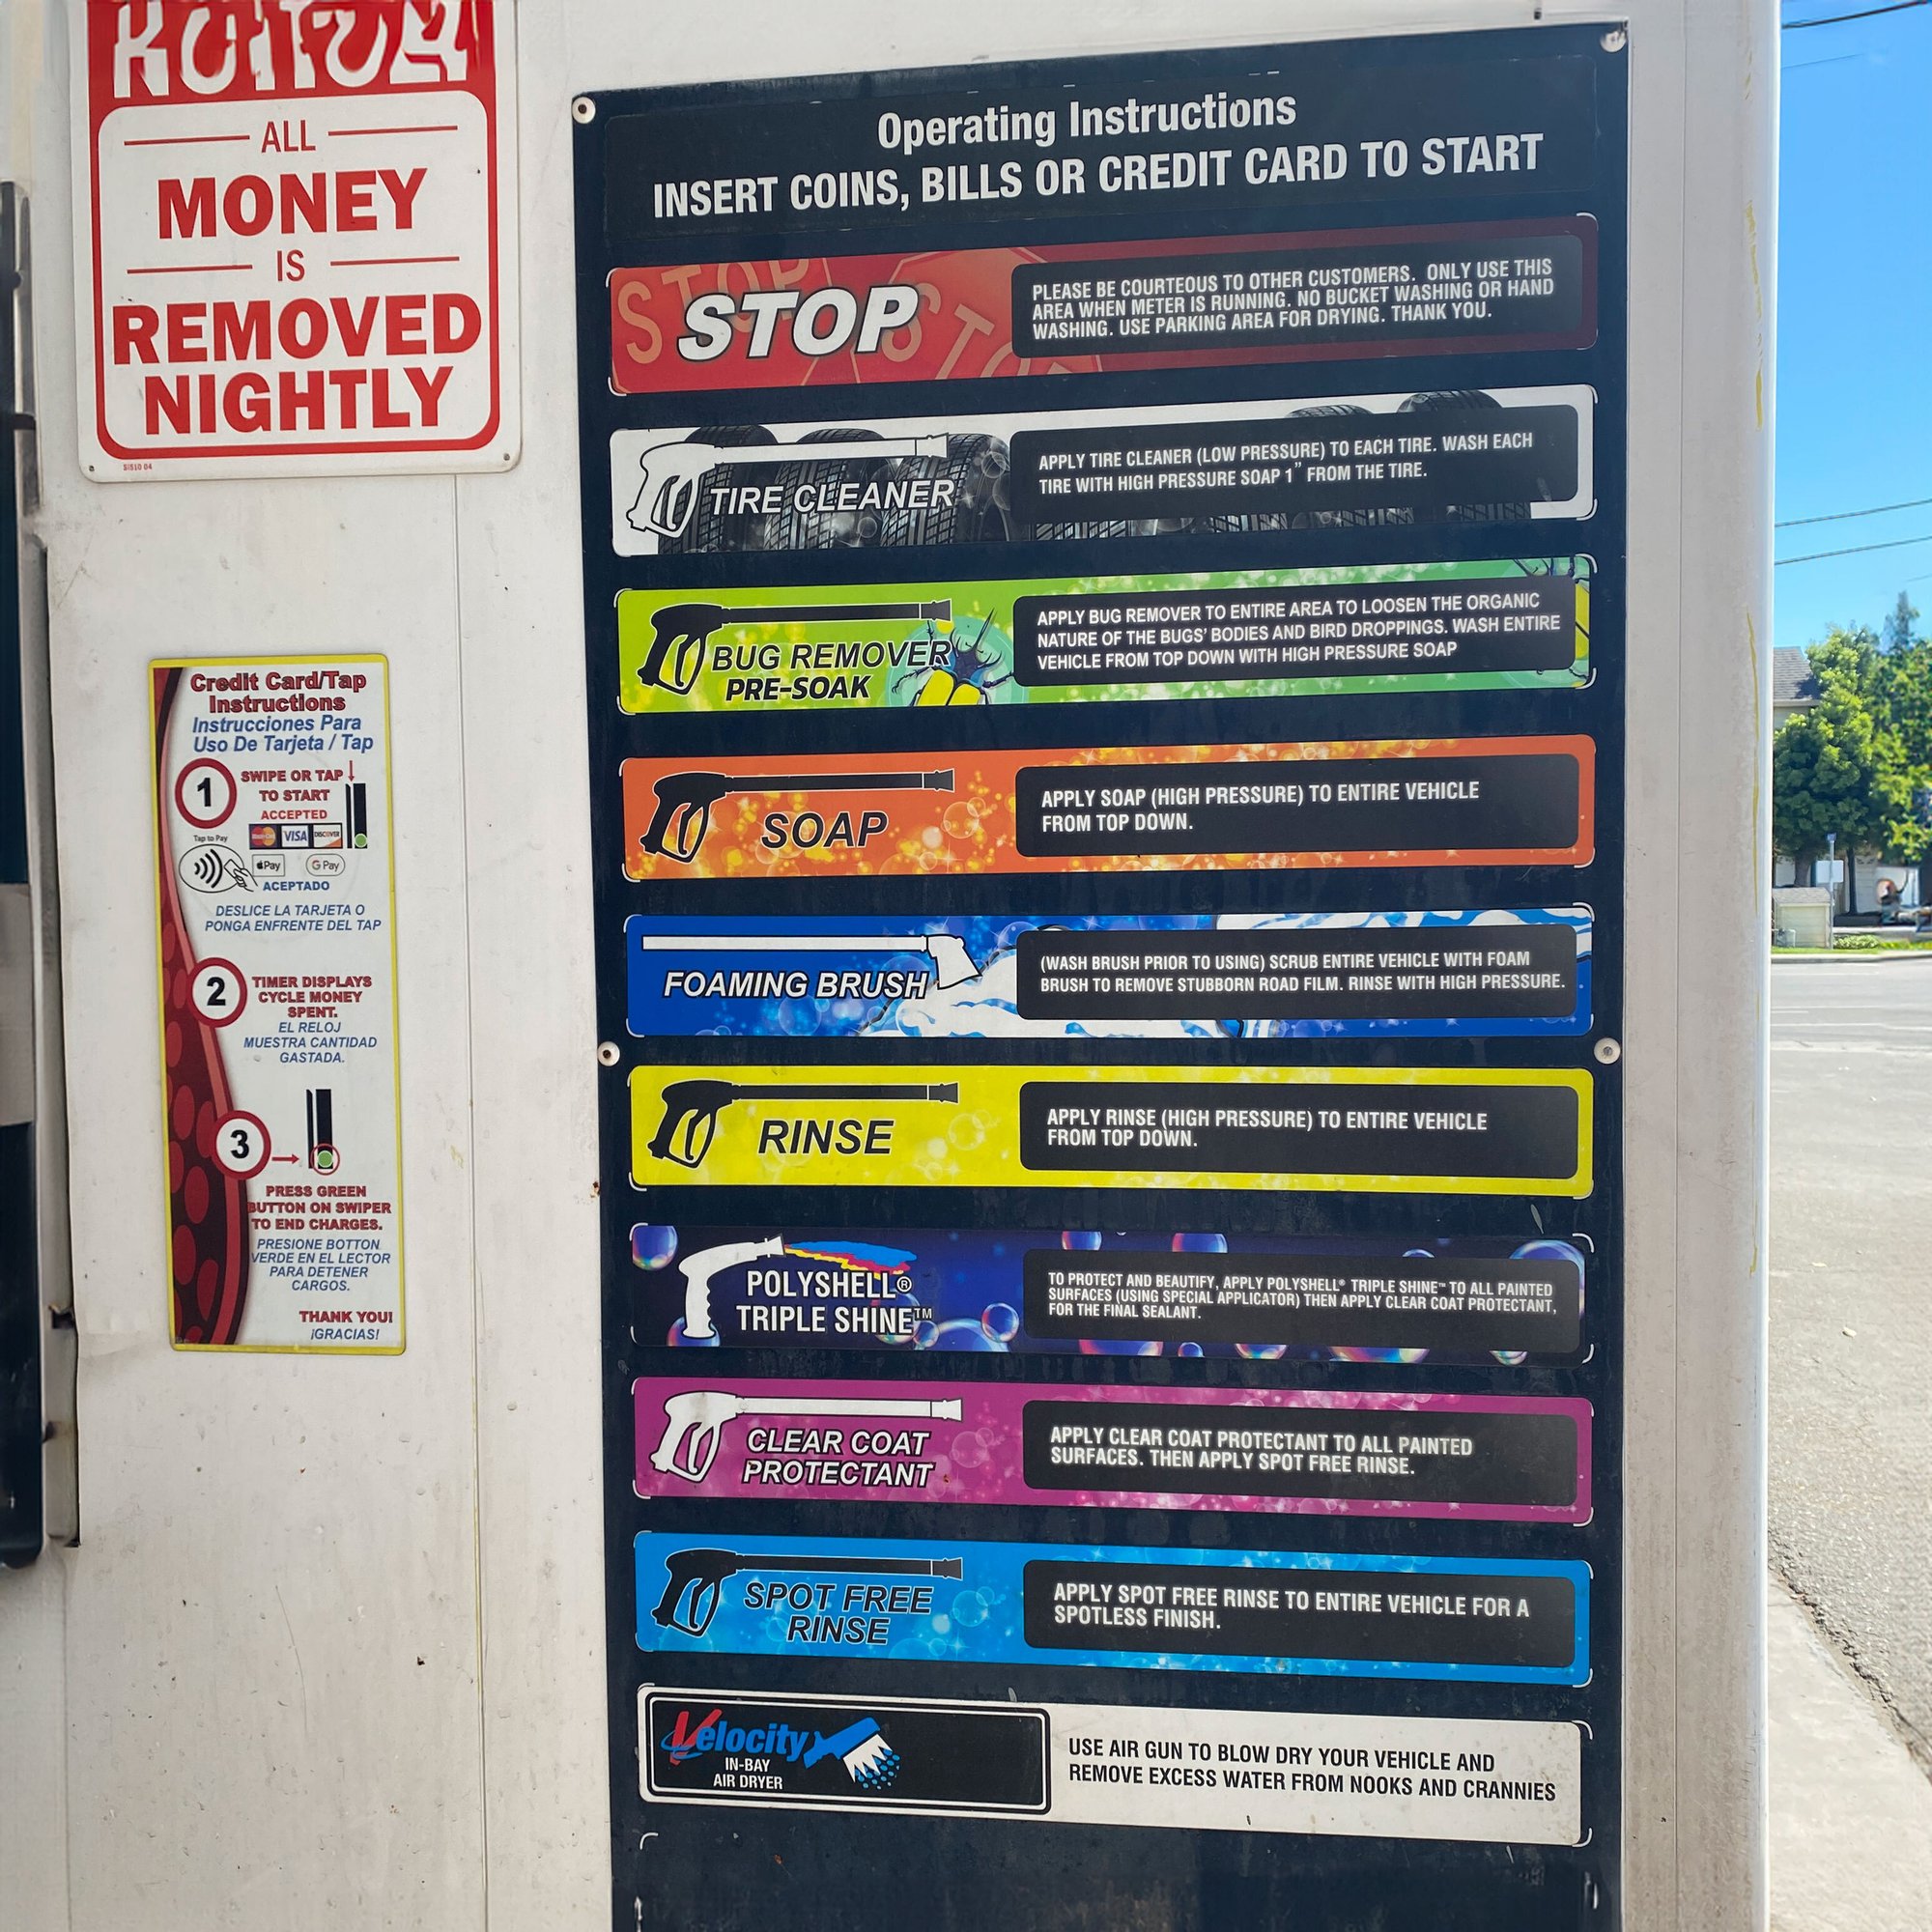 ALL
MONEY
IS
REMOVED
NIGHTLY
SI510 04
Credit Card/Tap
Instructions
Instrucciones Para
Uso De Tarjeta / Tap
1
SWIPE OR TAP
TO START
ACCEPTED
Tap to Pay
VISA
DISCOVER
Pay
G Pay
ACEPTADO
DESLICE LA TARJETA O
PONGA ENFRENTE DEL TAP
2
TIMER DISPLAYS
CYCLE MONEY
SPENT.
EL RELOJ
MUESTRA CANTIDAD
GASTADA.
3
PRESS GREEN
BUTTON ON SWIPER
TO END CHARGES.
PRESIONE BOTTON
VERDE EN EL LECTOR
PARA DETENER
CARGOS.
THANK YOU!
¡GRACIAS!
Operating Instructions
INSERT COINS, BILLS OR CREDIT CARD TO START
STOP
PLEASE BE COURTEOUS TO OTHER CUSTOMERS. ONLY USE THIS
AREA WHEN METER IS RUNNING. NO BUCKET WASHING OR HAND
WASHING. USE PARKING AREA FOR DRYING. THANK YOU.
TIRE CLEANER
APPLY TIRE CLEANER (LOW PRESSURE) TO EACH TIRE. WASH EACH
TIRE WITH HIGH PRESSURE SOAP 1" FROM THE TIRE.
BUG REMOVER
PRE-SOAK
APPLY BUG REMOVER TO ENTIRE AREA TO LOOSEN THE ORGANIC
NATURE OF THE BUGS' BODIES AND BIRD DROPPINGS. WASH ENTIRE
VEHICLE FROM TOP DOWN WITH HIGH PRESSURE SOAP
SOAP
APPLY SOAP (HIGH PRESSURE) TO ENTIRE VEHICLE
FROM TOP DOWN.
FOAMING BRUSH
(WASH BRUSH PRIOR TO USING) SCRUB ENTIRE VEHICLE WITH FOAM
BRUSH TO REMOVE STUBBORN ROAD FILM. RINSE WITH HIGH PRESSURE.
RINSE
APPLY RINSE (HIGH PRESSURE) TO ENTIRE VEHICLE
FROM TOP DOWN.
POLYSHELL®
TRIPLE SHINE™
TO PROTECT AND BEAUTIFY, APPLY POLYSHELL® TRIPLE SHINE™ TO ALL PAINTED
SURFACES (USING SPECIAL APPLICATOR) THEN APPLY CLEAR COAT PROTECTANT,
FOR THE FINAL SEALANT.
CLEAR COAT
PROTECTANT
APPLY CLEAR COAT PROTECTANT TO ALL PAINTED
SURFACES. THEN APPLY SPOT FREE RINSE.
SPOT FREE
RINSE
APPLY SPOT FREE RINSE TO ENTIRE VEHICLE FOR A
SPOTLESS FINISH.
Velocity
IN-BAY
AIR DRYER
USE AIR GUN TO BLOW DRY YOUR VEHICLE AND
REMOVE EXCESS WATER FROM NOOKS AND CRANNIES